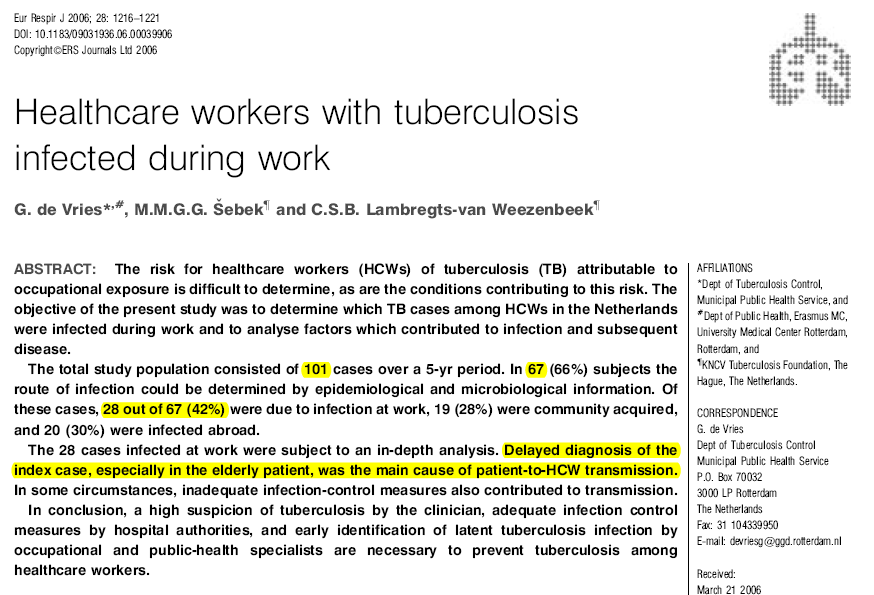 Eur Respir J 2006; 28: 1216–1221
DOI: 10.1183/09031936.06.00039906
Copyright©ERS Journals Ltd 2006
Healthcare workers with tuberculosis
infected during work
G. de Vries*,#, M.M.G.G. Šebek¶ and C.S.B. Lambregts-van Weezenbeek¶
ABSTRACT: The risk for healthcare workers (HCWs) of tuberculosis (TB) attributable to
occupational exposure is difficult to determine, as are the conditions contributing to this risk. The
objective of the present study was to determine which TB cases among HCWs in the Netherlands
were infected during work and to analyse factors which contributed to infection and subsequent
disease.
The total study population consisted of 101 cases over a 5-yr period. In 67 (66%) subjects the
route of infection could be determined by epidemiological and microbiological information. Of
these cases, 28 out of 67 (42%) were due to infection at work, 19 (28%) were community acquired,
and 20 (30%) were infected abroad.
The 28 cases infected at work were subject to an in-depth analysis. Delayed diagnosis of the
index case, especially in the elderly patient, was the main cause of patient-to-HCW transmission.
In some circumstances, inadequate infection-control measures also contributed to transmission.
In conclusion, a high suspicion of tuberculosis by the clinician, adequate infection control
measures by hospital authorities, and early identification of latent tuberculosis infection by
occupational and public-health specialists are necessary to prevent tuberculosis among
healthcare workers.
AFFILIATIONS
*Dept of Tuberculosis Control,
Municipal Public Health Service, and
#Dept of Public Health, Erasmus MC,
University Medical Center Rotterdam,
Rotterdam, and
¶KNCV Tuberculosis Foundation, The
Hague, The Netherlands.
CORRESPONDENCE
G. de Vries
Dept of Tuberculosis Control
Municipal Public Health Service
P.O. Box 70032
3000 LP Rotterdam
The Netherlands
Fax: 31 104339950
E-mail: devriesg@ggd.rotterdam.nl
Received:
March 21 2006